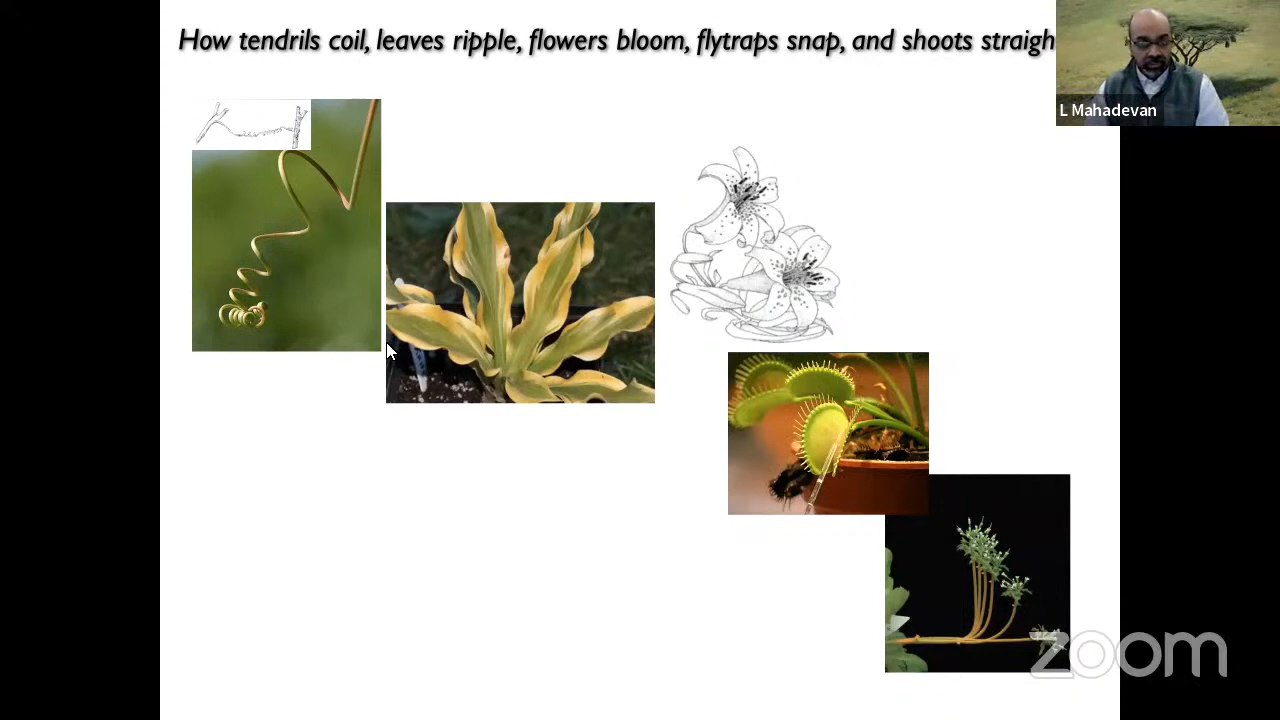 How tendrils coil, leaves ripple, flowers bloom, flytraps snap, and shoots straigh
L Mahadevan
zoom